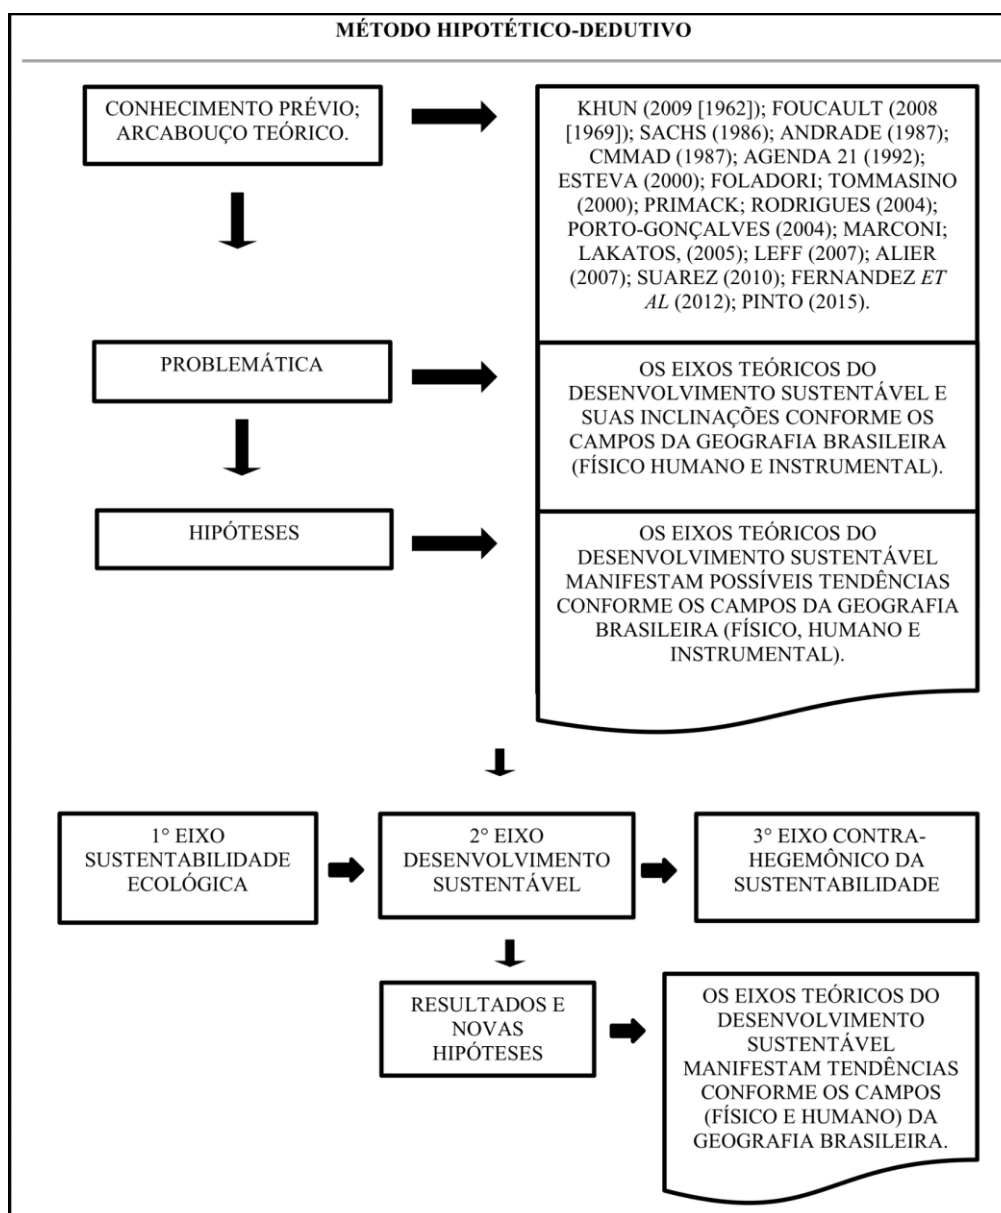 MÉTODO HIPOTÉTICO-DEDUTIVO
CONHECIMENTO PRÉVIO;
ARCABOUÇO TEÓRICO.
KHUN (2009 [1962]); FOUCAULT (2008
[1969]); SACHS (1986); ANDRADE (1987);
CMMAD (1987); AGENDA 21 (1992);
ESTEVA (2000); FOLADORI; TOMMASINO
(2000); PRIMACK; RODRIGUES (2004);
PORTO-GONÇALVES (2004); MARCONI;
LAKATOS, (2005); LEFF (2007); ALIER
(2007); SUAREZ (2010); FERNANDEZ ET
AL (2012); PINTO (2015).
PROBLEMÁTICA
OS EIXOS TEÓRICOS DO
DESENVOLVIMENTO SUSTENTÁVEL E
SUAS INCLINAÇÕES CONFORME OS
CAMPOS DA GEOGRAFIA BRASILEIRA
(FÍSICO HUMANO E INSTRUMENTAL).
HIPÓTESES
OS EIXOS TEÓRICOS DO
DESENVOLVIMENTO SUSTENTÁVEL
MANIFESTAM POSSÍVEIS TENDÊNCIAS
CONFORME OS CAMPOS DA GEOGRAFIA
BRASILEIRA (FÍSICO, HUMANO E
INSTRUMENTAL).
1° EIXO
SUSTENTABILIDADE
ECOLÓGICA
2° EIXO
DESENVOLVIMENTO
SUSTENTÁVEL
3° EIXO CONTRA-
HEGEMÔNICO DA
SUSTENTABILIDADE
RESULTADOS E
NOVAS
HIPÓTESES
OS EIXOS TEÓRICOS DO
DESENVOLVIMENTO
SUSTENTÁVEL
MANIFESTAM TENDÊNCIAS
CONFORME OS CAMPOS
(FÍSICO E HUMANO) DA
GEOGRAFIA BRASILEIRA.